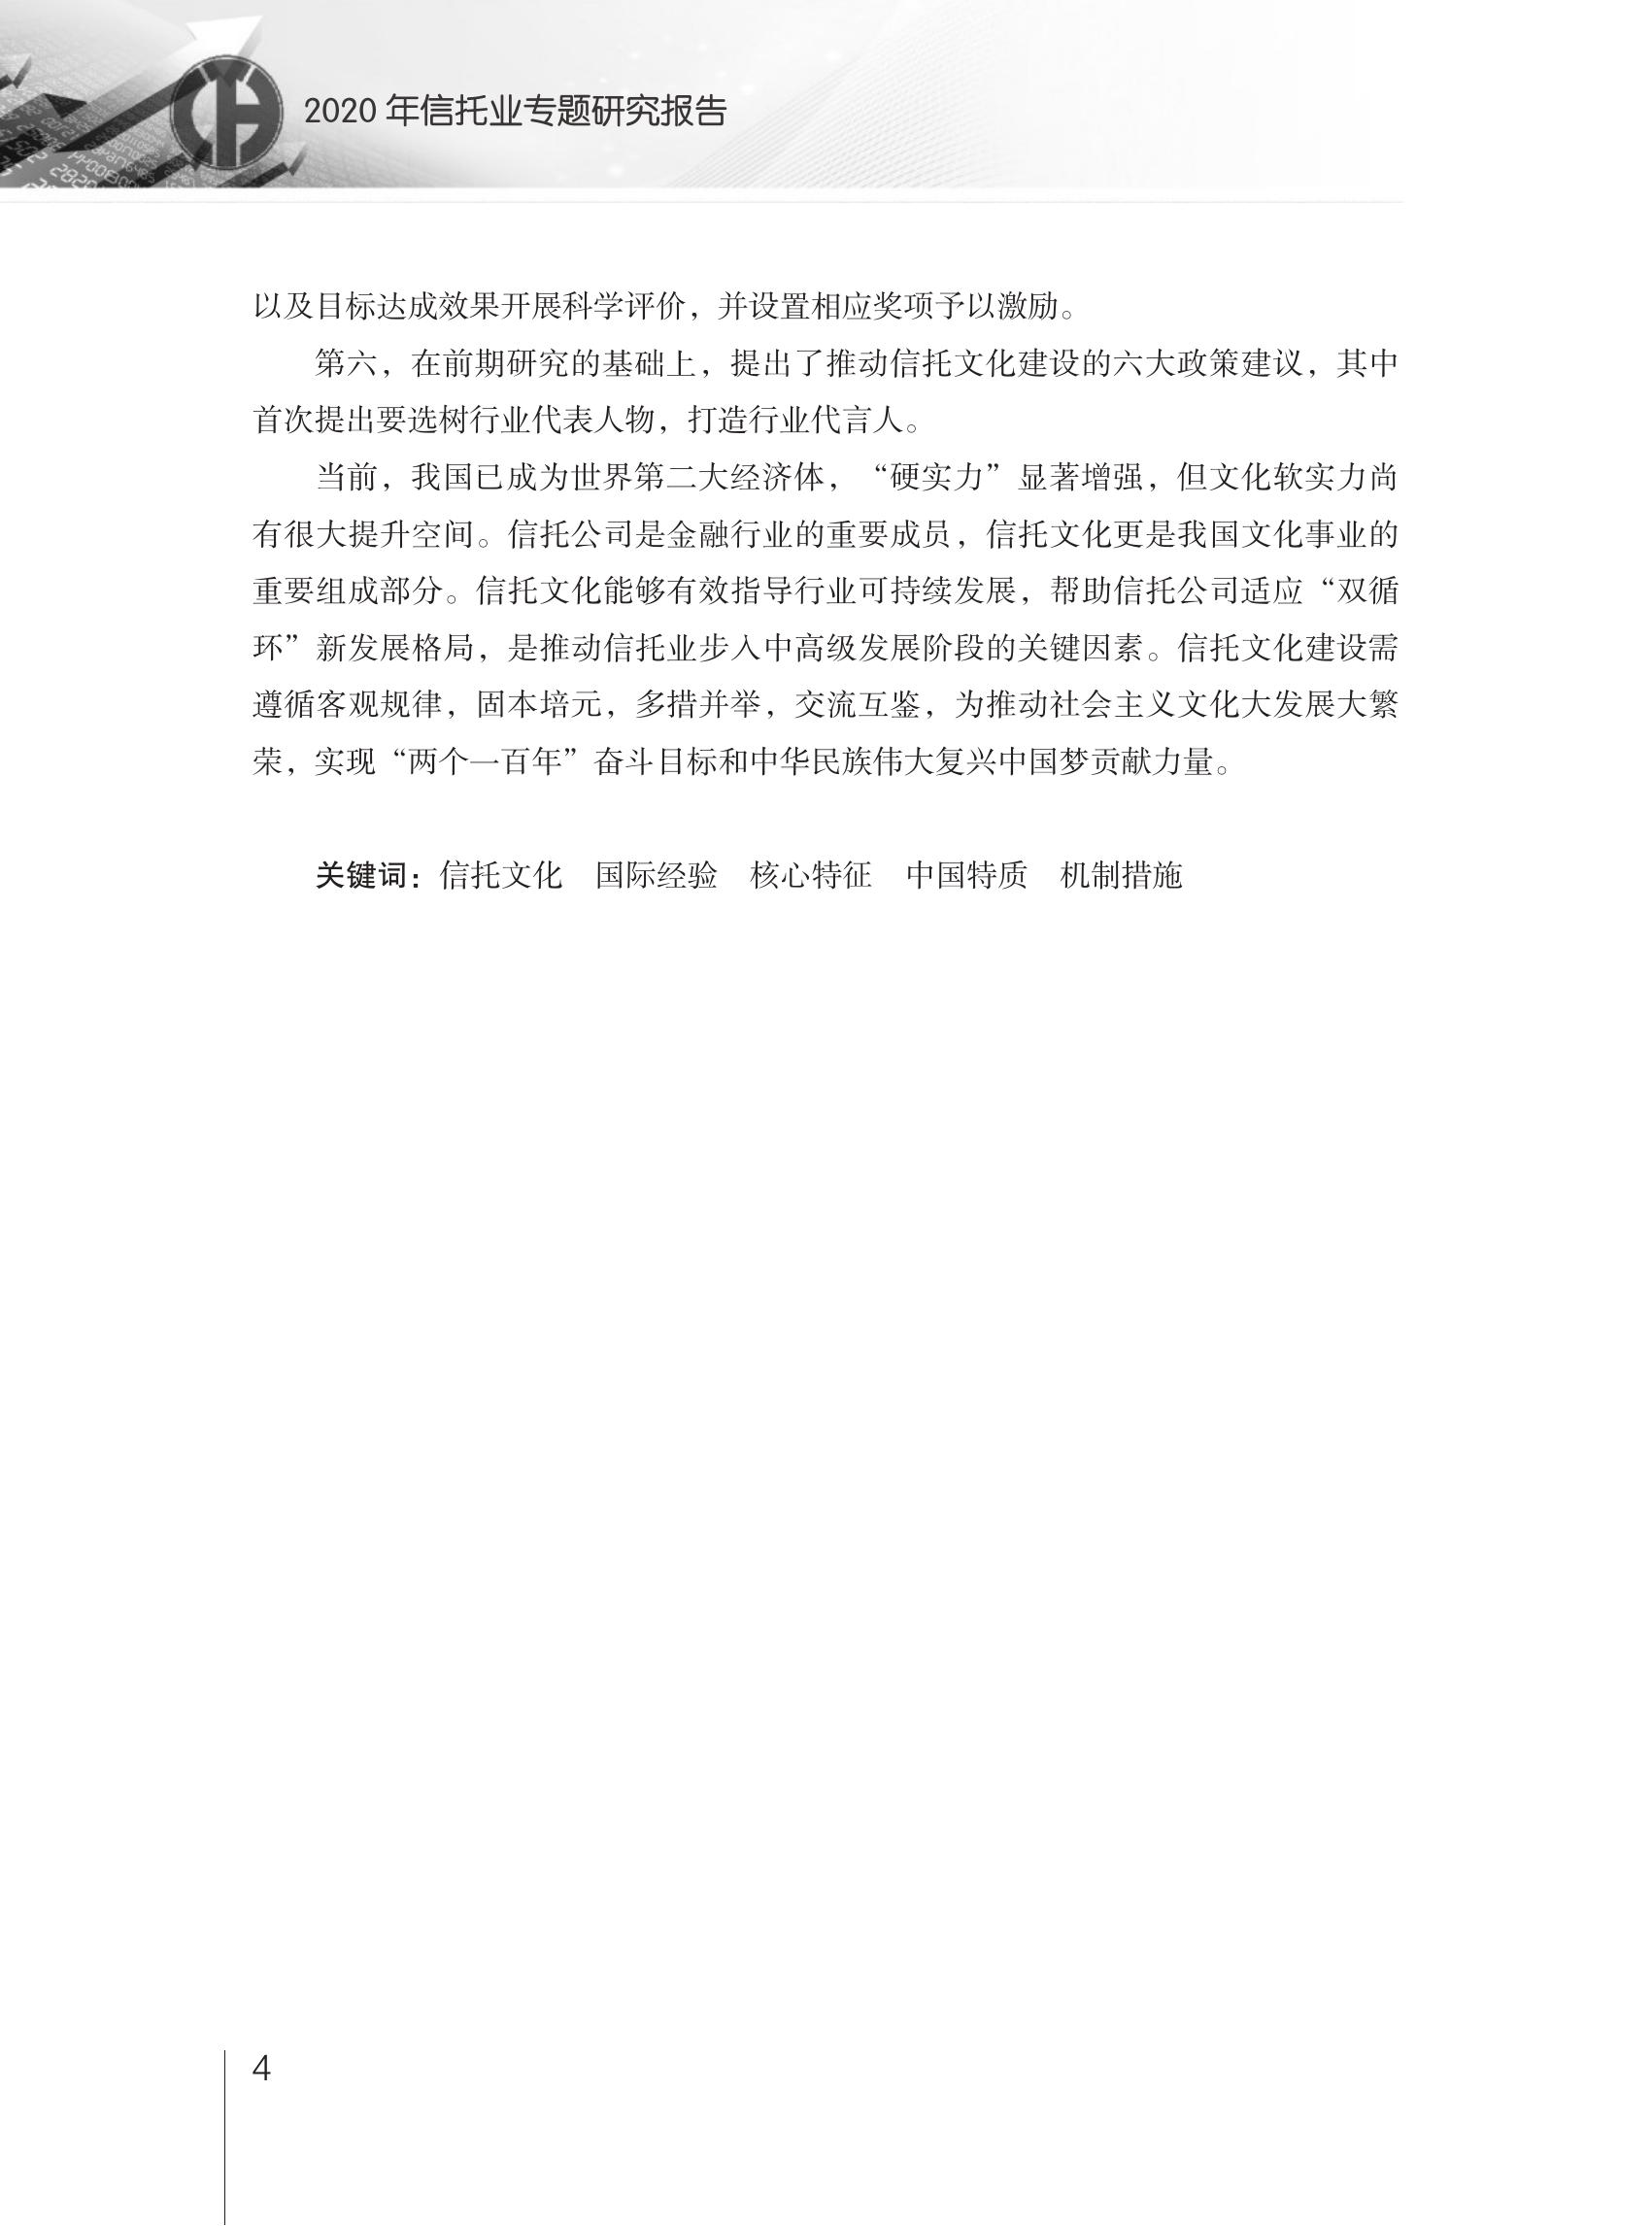 2020 年信托业专题研究报告
以及目标达成效果开展科学评价，并设置相应奖项予以激励。
第六，在前期研究的基础上，提出了推动信托文化建设的六大政策建议，其中
首次提出要选树行业代表人物，打造行业代言人。
当前，我国已成为世界第二大经济体，“硬实力”显著增强，但文化软实力尚
有很大提升空间。信托公司是金融行业的重要成员，信托文化更是我国文化事业的
重要组成部分。信托文化能够有效指导行业可持续发展，帮助信托公司适应“双循
环”新发展格局，是推动信托业步入中高级发展阶段的关键因素。信托文化建设需
遵循客观规律，固本培元，多措并举，交流互鉴，为推动社会主义文化大发展大繁
荣，实现“两个一百年”奋斗目标和中华民族伟大复兴中国梦贡献力量。
关键词：信托文化　国际经验　核心特征　中国特质　机制措施
4